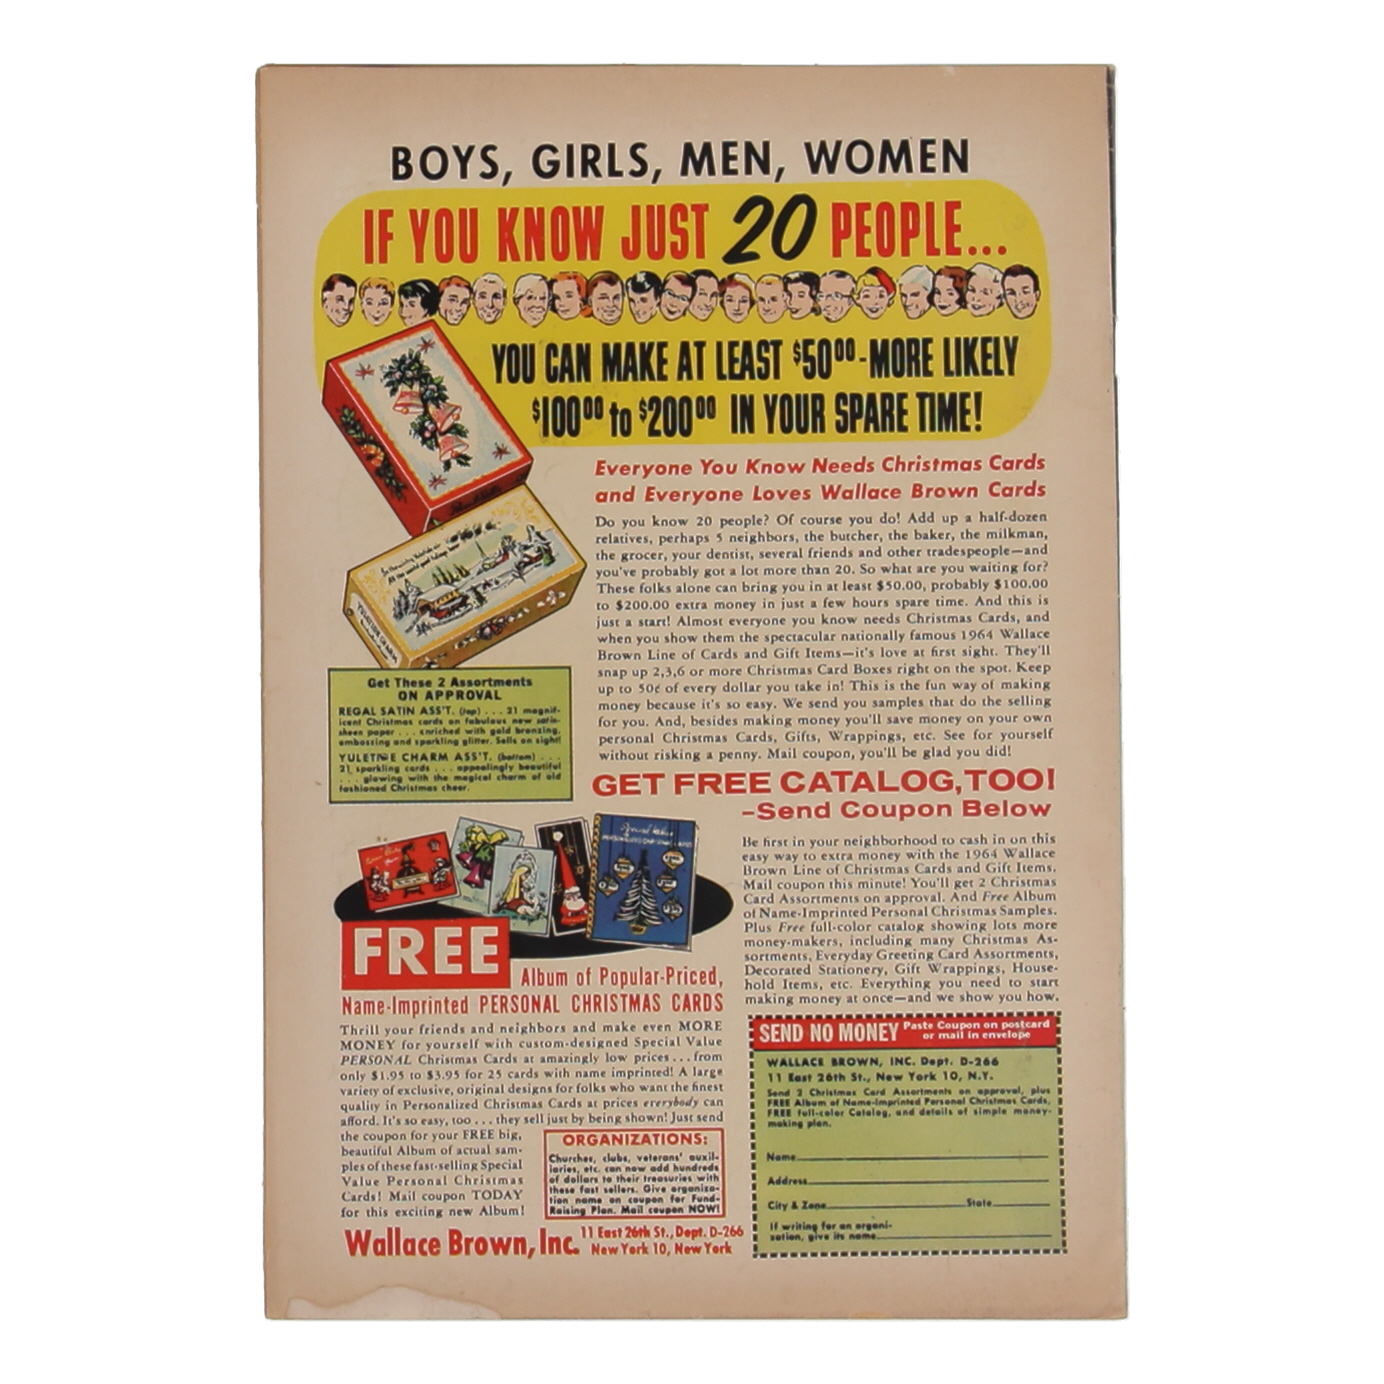 BOYS, GIRLS, MEN, WOMEN
IF YOU KNOW JUST 20 PEOPLE...
YOU CAN MAKE AT LEAST $50⁰⁰-MORE LIKELY
$100⁰⁰ to $200⁰⁰ IN YOUR SPARE TIME!
Everyone You Know Needs Christmas Cards
and Everyone Loves Wallace Brown Cards
Do you know 20 people? Of course you do! Add up a half-dozen
relatives, perhaps 5 neighbors, the butcher, the baker, the milkman,
the grocer, your dentist, several friends and other tradespeople—and
you've probably got a lot more than 20. So what are you waiting for?
These folks alone can bring you in at least $50.00, probably $100.00
to $200.00 extra money in just a few hours spare time. And this is
just a start! Almost everyone you know needs Christmas Cards, and
when you show them the spectacular nationally famous 1964 Wallace
Brown Line of Cards and Gift Items—it's love at first sight. They'll
snap up 2,3,6 or more Christmas Card Boxes right on the spot. Keep
up to 50¢ of every dollar you take in! This is the fun way of making
money because it's so easy. We send you samples that do the selling
for you. And, besides making money you'll save money on your own
personal Christmas Cards, Gifts, Wrappings, etc. See for yourself
without risking a penny. Mail coupon, you'll be glad you did!
Get These 2 Assortments
ON APPROVAL
REGAL SATIN ASS'T. (top) . . . 21 magnif-
icent Christmas cards on fabulous new satin-
sheen paper . . . enriched with gold bronzing,
embossing and sparkling glitter. Sells on sight!
YULETIDE CHARM ASS'T. (bottom) . . .
21 sparkling cards . . . appealingly beautiful
. . . glowing with the magical charm of old
fashioned Christmas cheer.
GET FREE CATALOG,TOO!
–Send Coupon Below
Be first in your neighborhood to cash in on this
easy way to extra money with the 1964 Wallace
Brown Line of Christmas Cards and Gift Items.
Mail coupon this minute! You'll get 2 Christmas
Card Assortments on approval. And Free Album
of Name-Imprinted Personal Christmas Samples.
Plus Free full-color catalog showing lots more
money-makers, including many Christmas As-
sortments, Everyday Greeting Card Assortments,
Decorated Stationery, Gift Wrappings, House-
hold Items, etc. Everything you need to start
making money at once—and we show you how.
FREE
Album of Popular-Priced,
Name-Imprinted PERSONAL CHRISTMAS CARDS
Thrill your friends and neighbors and make even MORE
MONEY for yourself with custom-designed Special Value
PERSONAL Christmas Cards at amazingly low prices . . . from
only $1.95 to $3.95 for 25 cards with name imprinted! A large
variety of exclusive, original designs for folks who want the finest
quality in Personalized Christmas Cards at prices everybody can
afford. It's so easy, too . . . they sell just by being shown! Just send
the coupon for your FREE big,
beautiful Album of actual sam-
ples of these fast-selling Special
Value Personal Christmas
Cards! Mail coupon TODAY
for this exciting new Album!
ORGANIZATIONS:
Churches, clubs, veterans' auxil-
iaries, etc. can now add hundreds
of dollars to their treasuries with
these fast sellers. Give organiza-
tion name on coupon for Fund-
Raising Plan. Mail coupon NOW!
Wallace Brown, Inc. 11 East 26th St., Dept. D-266
New York 10, New York
SEND NO MONEY Paste Coupon on postcard
or mail in envelope
WALLACE BROWN, INC. Dept. D-266
11 East 26th St., New York 10, N.Y.
Send 2 Christmas Card Assortments on approval, plus
FREE Album of Name-Imprinted Personal Christmas Cards,
FREE full-color Catalog, and details of simple money-
making plan.
Name
Address
City & Zone State
If writing for an organi-
zation, give its name